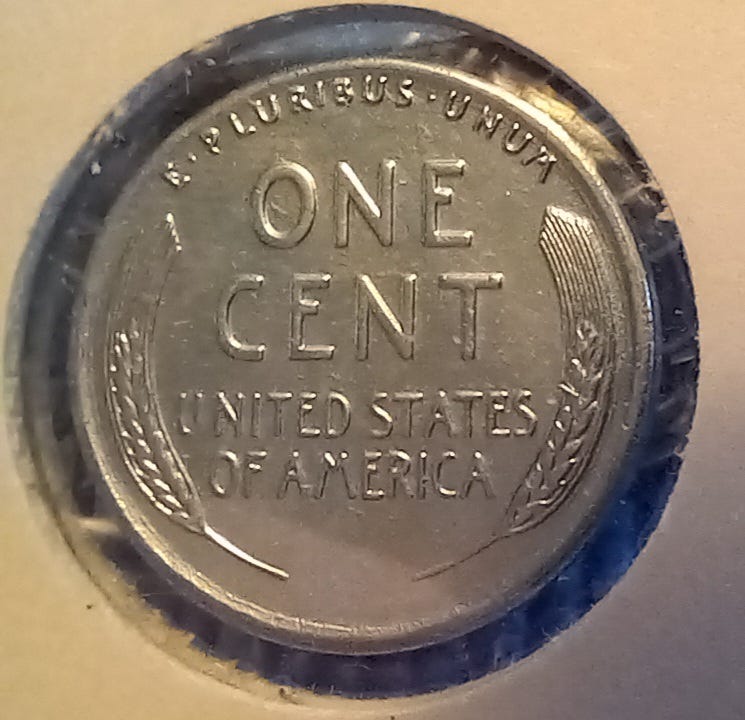 E·PLURIBUS·UNUM
ONE
CENT
UNITED STATES
OF AMERICA